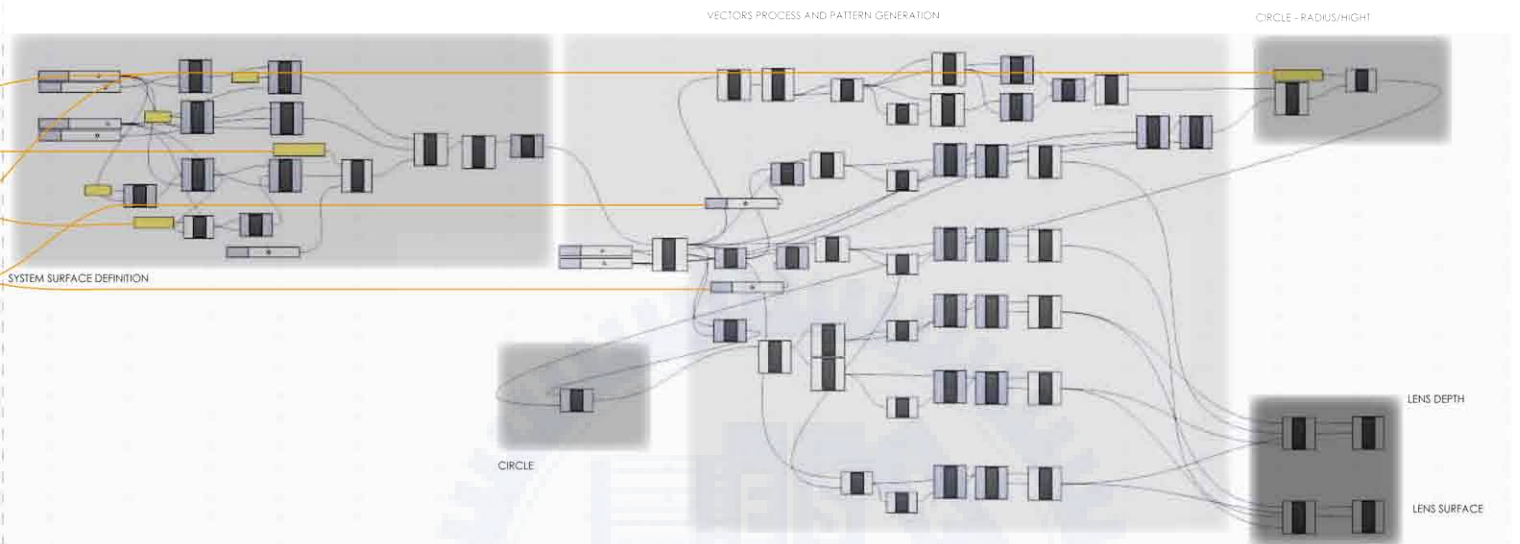 VECTORS PROCESS AND PATTERN GENERATION
CIRCLE - RADIUS/HIGHT
SYSTEM SURFACE DEFINITION
LENS DEPTH
CIRCLE
LENS SURFACE